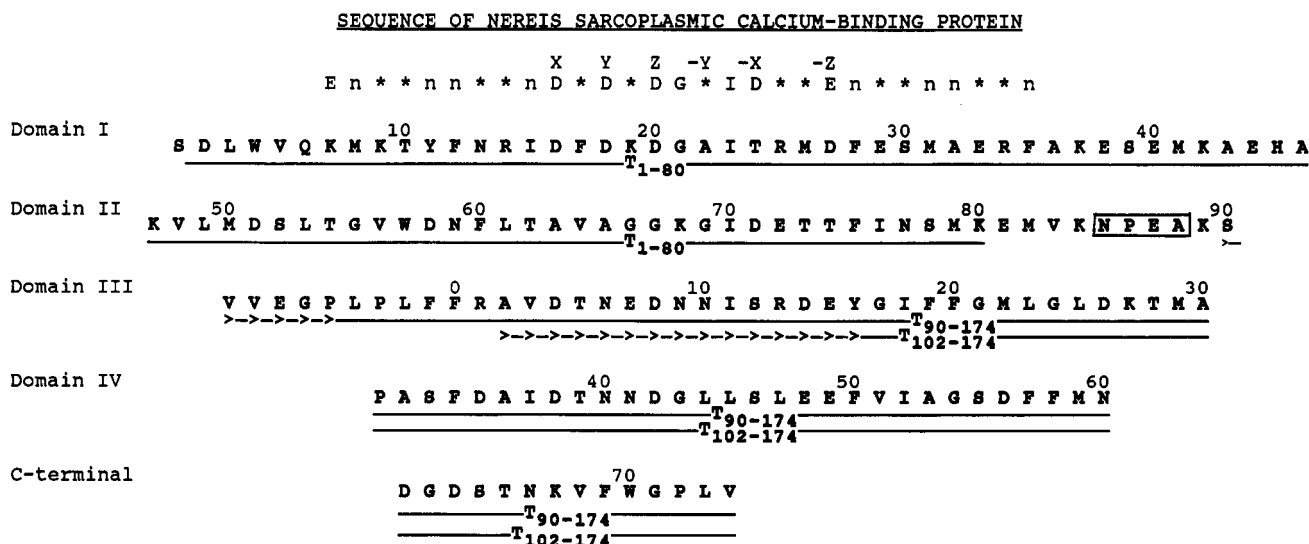 SEQUENCE OF NEREIS SARCOPLASMIC CALCIUM-BINDING PROTEIN
X Y Z -Y -X -Z
E n * * n n * n D * D * D G * I D * * E n * * n n * n
10 20 30 40
Domain I S D L W V Q K M K T Y F N R I D F D K D G A I T R M D F E S M A E R F A K E S E M K A E H A
T1-80
50 60 70 80 90
Domain II K V L M D S L T G V W D N F L T A V A G G K G I D E T T F I N S M K E M V K N P E A K S
T1-80 >—
0 10 20 30
Domain III V V E G P L P L F F R A V D T N E D N N I S R D E Y G I F F G M L G L D K T M A
>—>—>—>—> T90-174
>—>—>—>—>—>—>—>—>—>—>—>—>—>—> T102-174
40 50 60
Domain IV P A S F D A I D T N N D G L L S L E E F V I A G S D F F M N
T90-174
T102-174
70
C-terminal D G D S T N K V F W G P L V
T90-174
T102-174